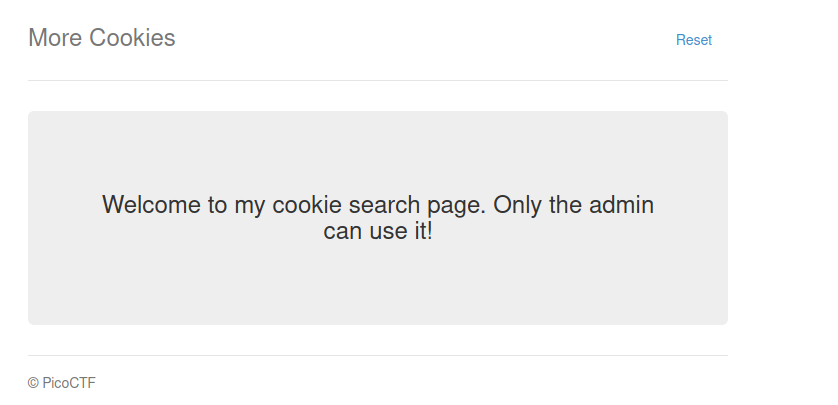 More Cookies
Reset
Welcome to my cookie search page. Only the admin
can use it!
© PicoCTF